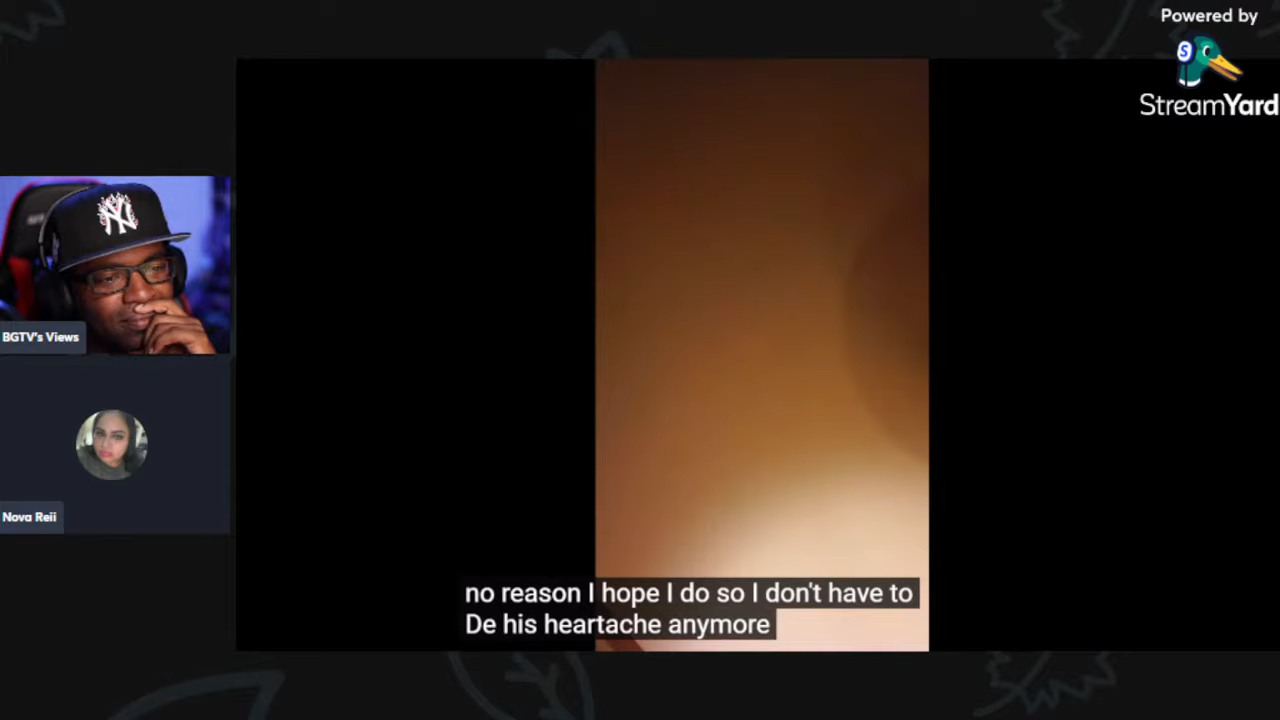 Powered by
S
StreamYard
NY
BGTV's Views
Nova Reii
no reason I hope I do so I don't have to
De his heartache anymore